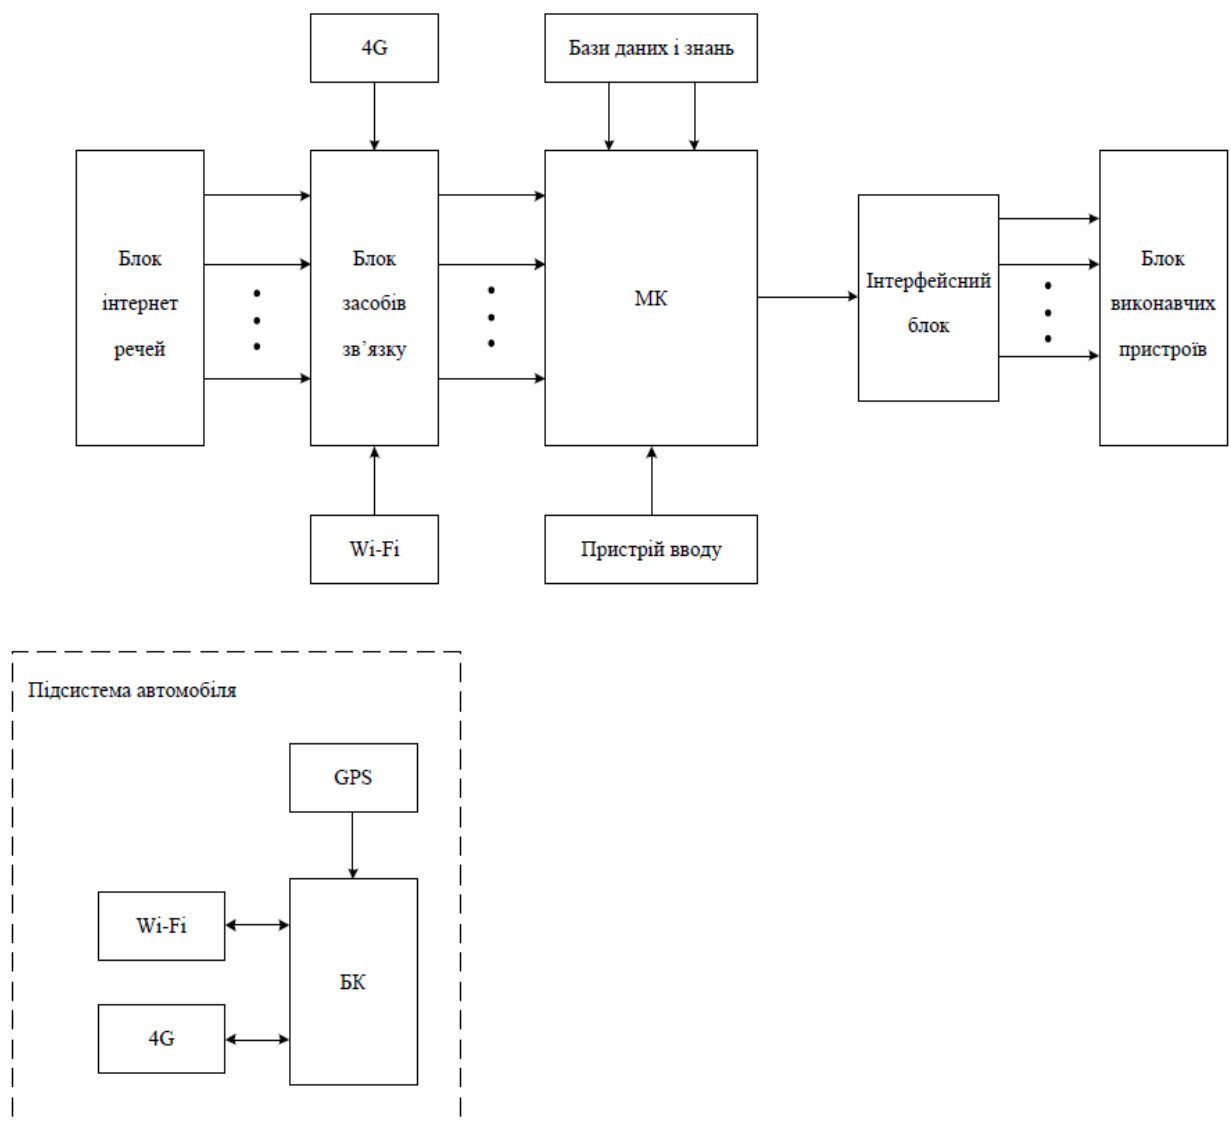 4G
Бази даних і знань
Блок
інтернет
речей
Блок
засобів
зв’язку
МК
Інтерфейсний
блок
Блок
виконавчих
пристроїв
Wi-Fi
Пристрій вводу
Підсистема автомобіля
GPS
Wi-Fi
БК
4G